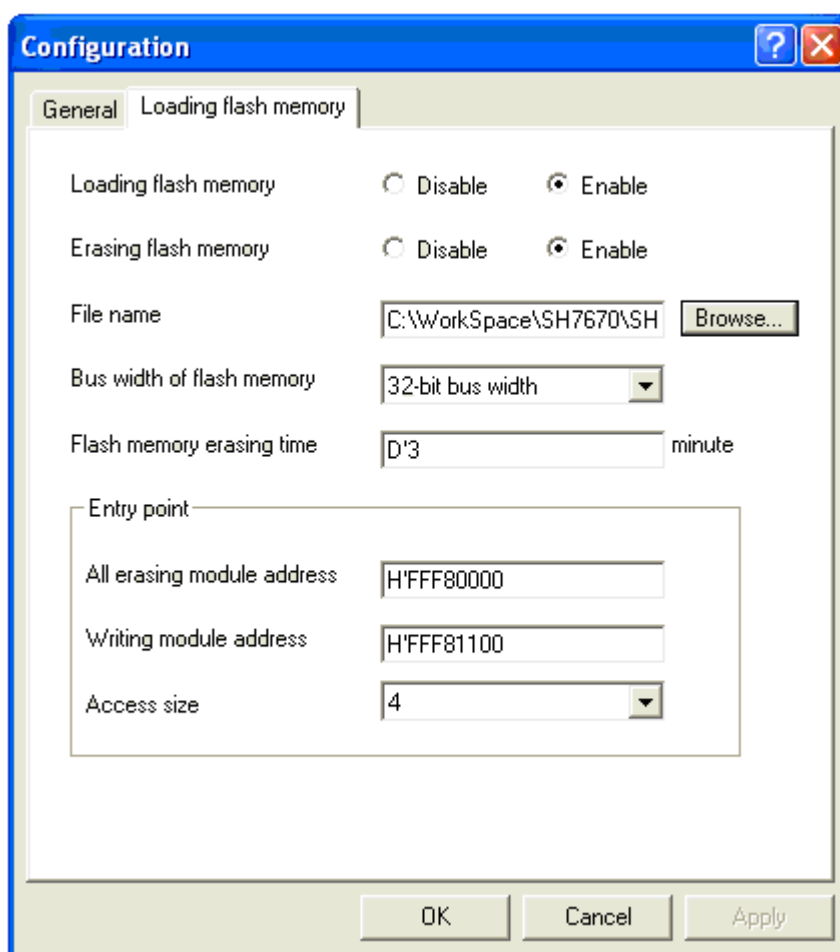 Configuration
General Loading flash memory
Loading flash memory Disable Enable
Erasing flash memory Disable Enable
File name C:\WorkSpace\SH7670\SH Browse...
Bus width of flash memory 32-bit bus width
Flash memory erasing time D'3 minute
Entry point
All erasing module address H'FFF80000
Writing module address H'FFF81100
Access size 4
OK Cancel Apply